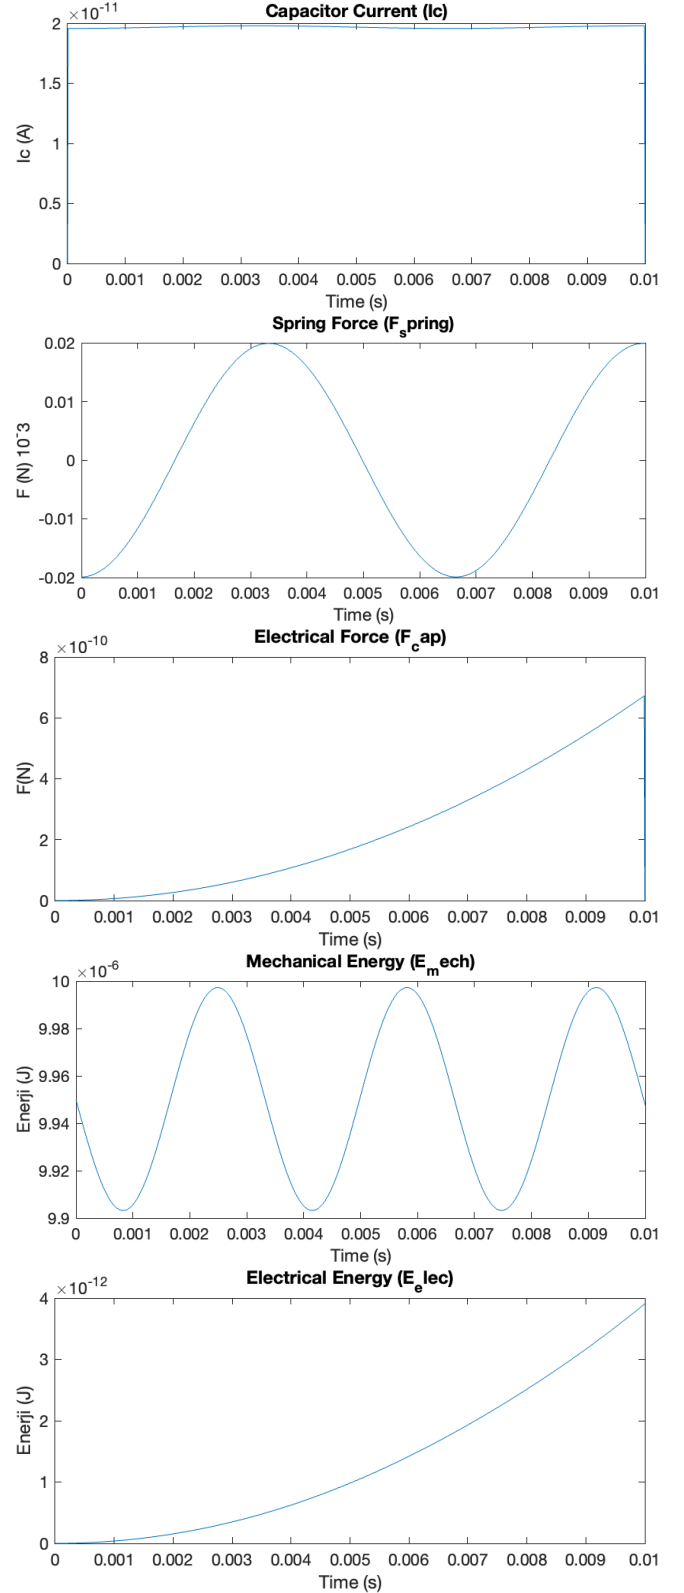 ×10-11
Capacitor Current (Ic)
2
1.5
1
0.5
0
Ic (A)
0 0.001 0.002 0.003 0.004 0.005 0.006 0.007 0.008 0.009 0.01
Time (s)
Spring Force (Fspring)
0.02
0.01
0
-0.01
-0.02
F (N) 10-3
0 0.001 0.002 0.003 0.004 0.005 0.006 0.007 0.008 0.009 0.01
Time (s)
Electrical Force (Fcap)
×10-10
8
6
4
2
0
F(N)
0 0.001 0.002 0.003 0.004 0.005 0.006 0.007 0.008 0.009 0.01
Time (s)
Mechanical Energy (Emech)
×10-6
10
9.98
9.96
9.94
9.92
9.9
Enerji (J)
0 0.001 0.002 0.003 0.004 0.005 0.006 0.007 0.008 0.009 0.01
Time (s)
Electrical Energy (Eelec)
×10-12
4
3
2
1
0
Enerji (J)
0 0.001 0.002 0.003 0.004 0.005 0.006 0.007 0.008 0.009 0.01
Time (s)